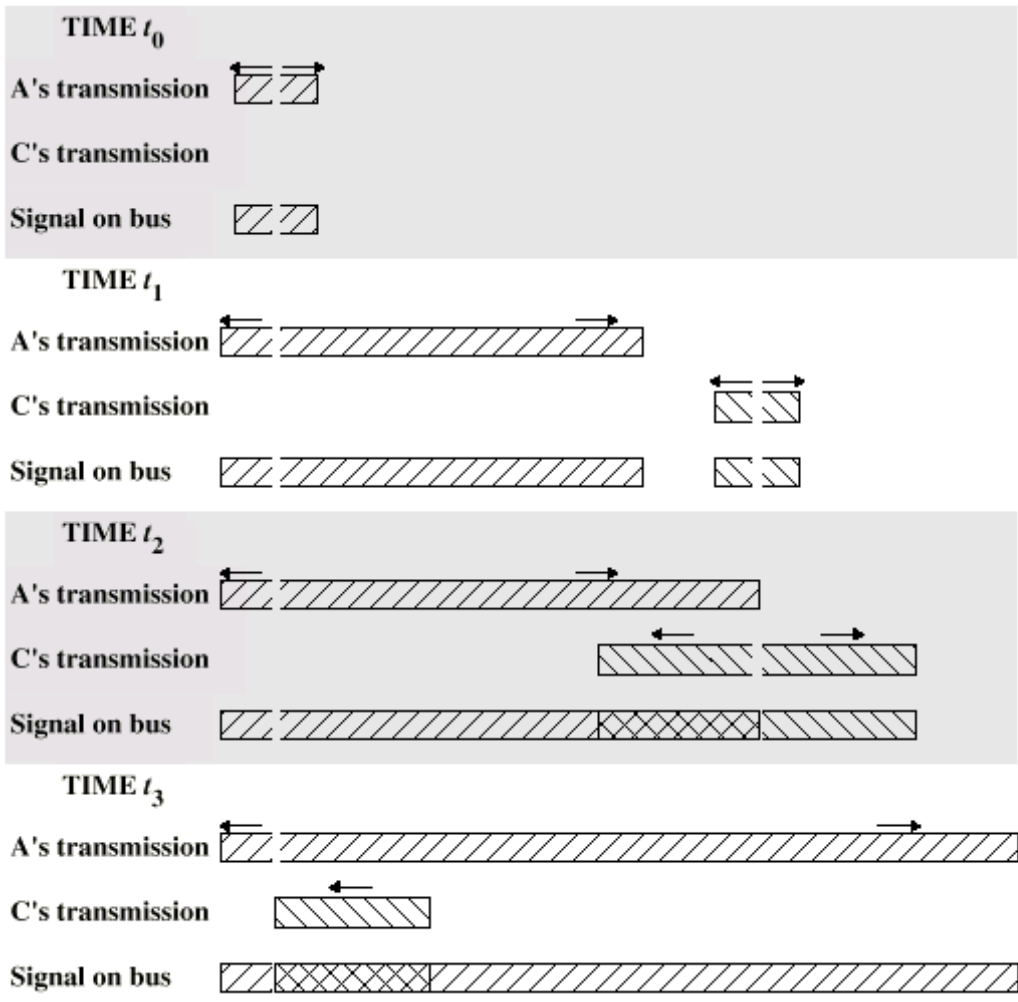 TIME t0
A's transmission
C's transmission
Signal on bus
TIME t1
A's transmission
C's transmission
Signal on bus
TIME t2
A's transmission
C's transmission
Signal on bus
TIME t3
A's transmission
C's transmission
Signal on bus